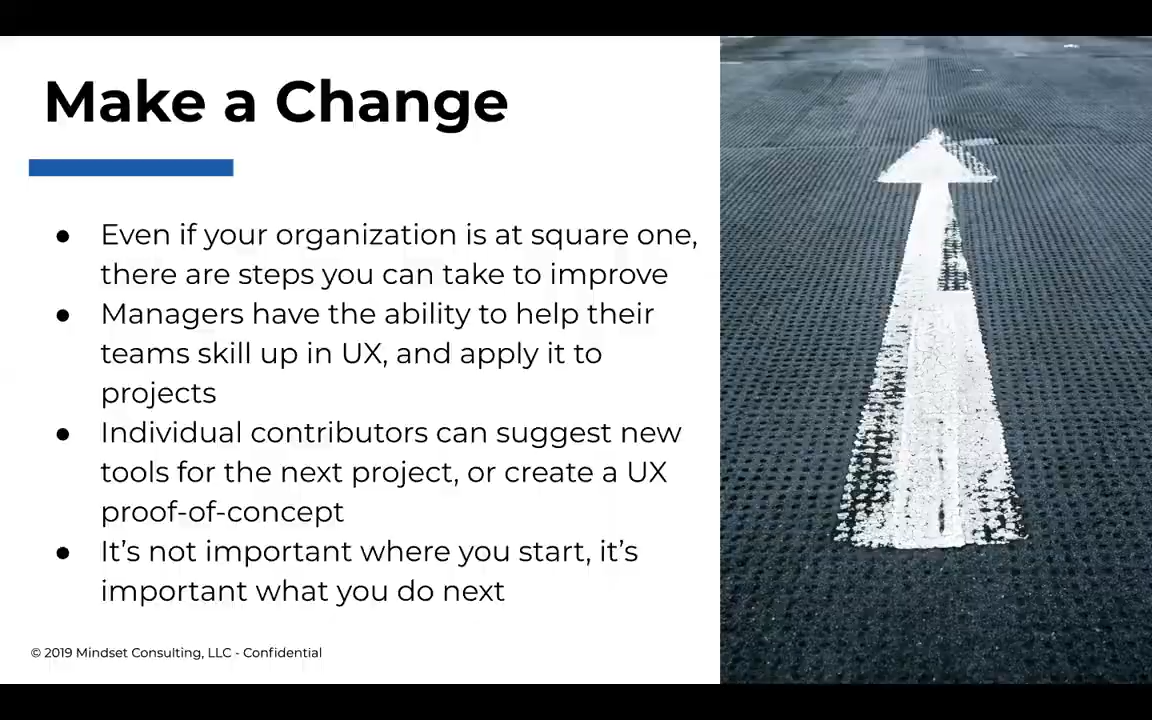 Make a Change
● Even if your organization is at square one,
there are steps you can take to improve
● Managers have the ability to help their
teams skill up in UX, and apply it to
projects
● Individual contributors can suggest new
tools for the next project, or create a UX
proof-of-concept
● It’s not important where you start, it’s
important what you do next
© 2019 Mindset Consulting, LLC - Confidential